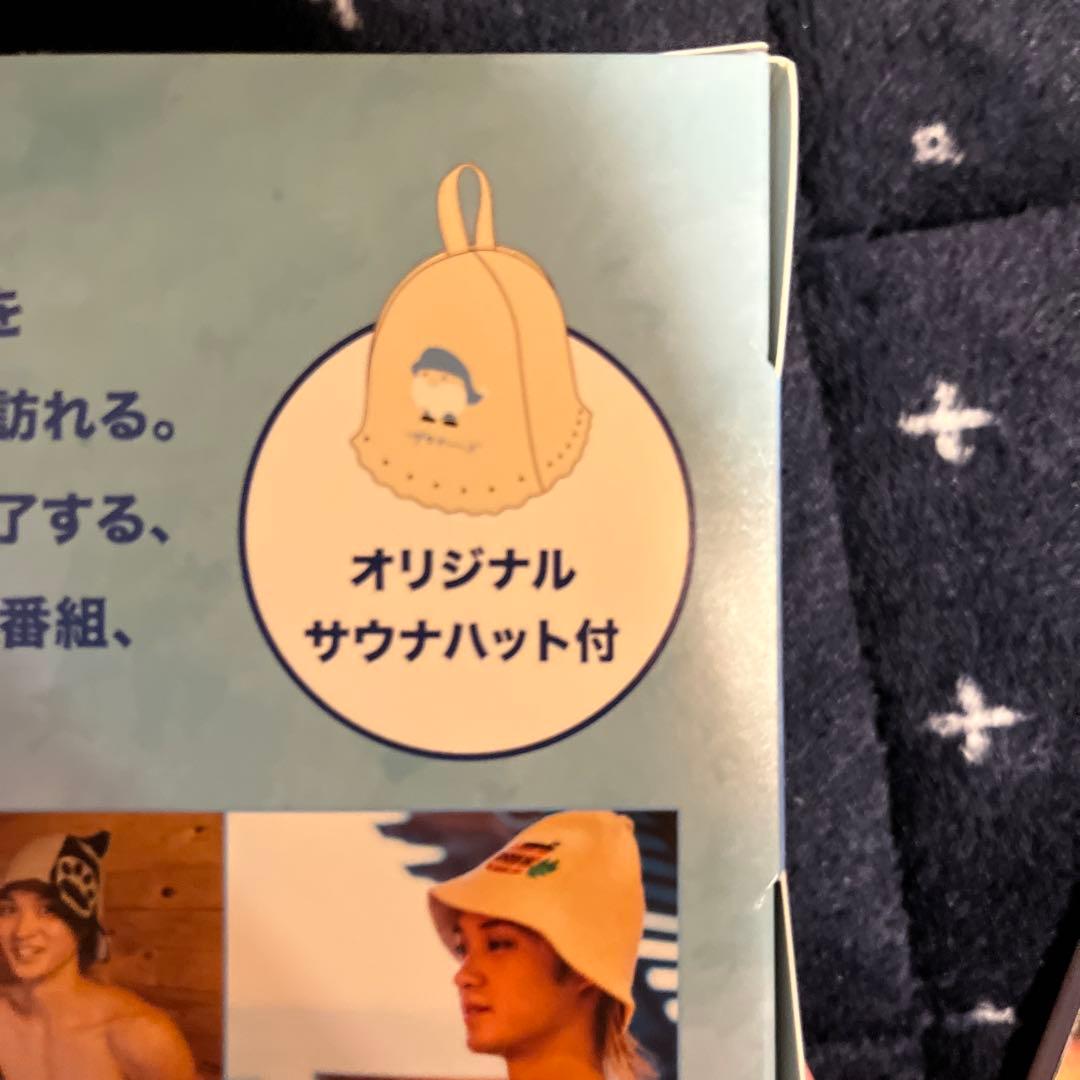 を
訪れる。
了する、
番組、
オリジナル
サウナハット付